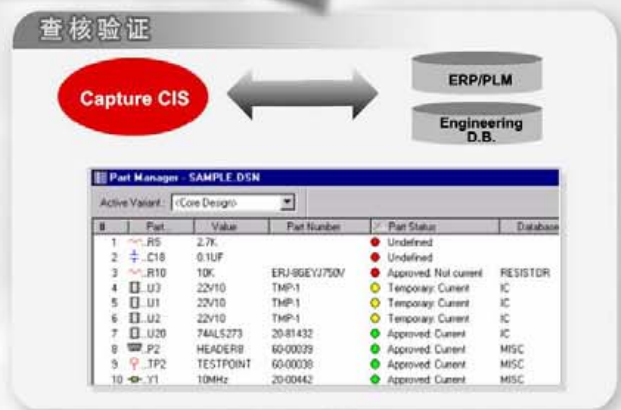 查核验证
Capture CIS
ERP/PLM
Engineering
D.B.
Part Manager - SAMPLE.DSN
Active Variant: <Core Design>
# Part... Value Part Number Part Status Database
1 ..R5 2.7K Undefined
2 ..C18 0.1UF Undefined
3 ..R10 10K ERJ-8GEYJ750V Approved: Not current RESISTOR
4 ..U3 22V10 TMP-1 Temporary: Current IC
5 ..U1 22V10 TMP-1 Temporary: Current IC
6 ..U2 22V10 TMP-1 Temporary: Current IC
7 ..U20 74ALS273 20-81432 Approved: Current IC
8 ..P2 HEADER8 60-00039 Approved: Current MISC
9 ..TP2 TESTPOINT 60-00038 Approved: Current MISC
10 ..Y1 10MHz 20-00442 Approved: Current MISC